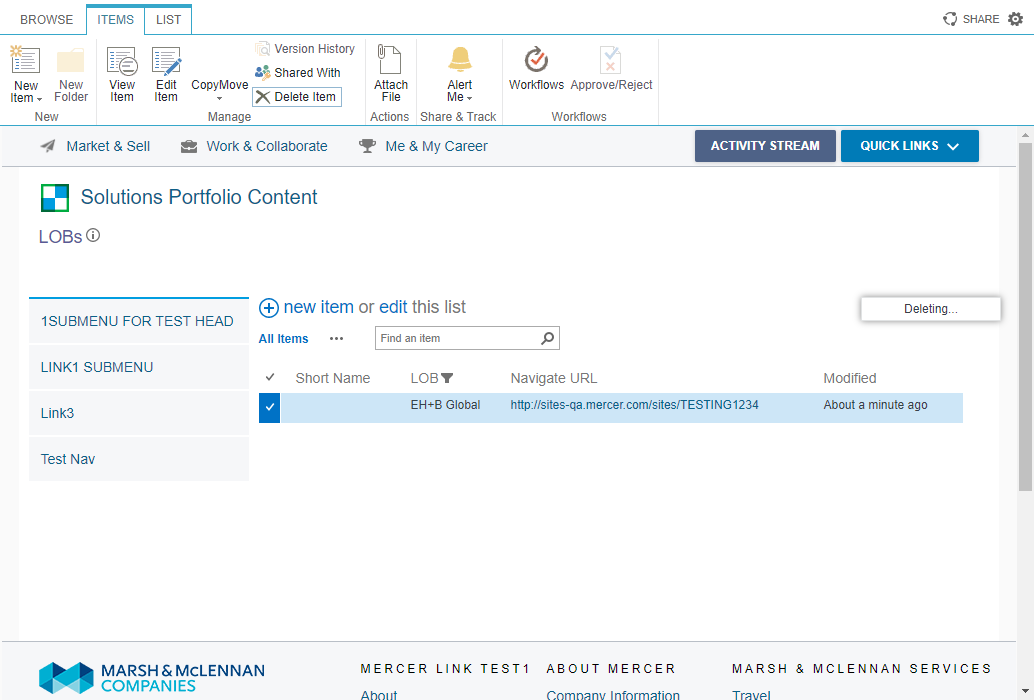 BROWSE ITEMS LIST SHARE
New Item
New Folder
View Item
Edit Item
CopyMove
Version History
Shared With
Delete Item
Attach File
Alert Me
Workflows
Approve/Reject
New Manage Actions Share & Track Workflows
Market & Sell Work & Collaborate Me & My Career ACTIVITY STREAM QUICK LINKS
Solutions Portfolio Content
LOBs
1SUBMENU FOR TEST HEAD
LINK1 SUBMENU
Link3
Test Nav
new item or edit this list
Deleting...
All Items ••• Find an item
Short Name LOB Navigate URL Modified
EH+B Global http://sites-qa.mercer.com/sites/TESTING1234 About a minute ago
MARSH & McLENNAN
COMPANIES
MERCER LINK TEST1 ABOUT MERCER MARSH & MCLENNAN SERVICES
About Company Information Travel